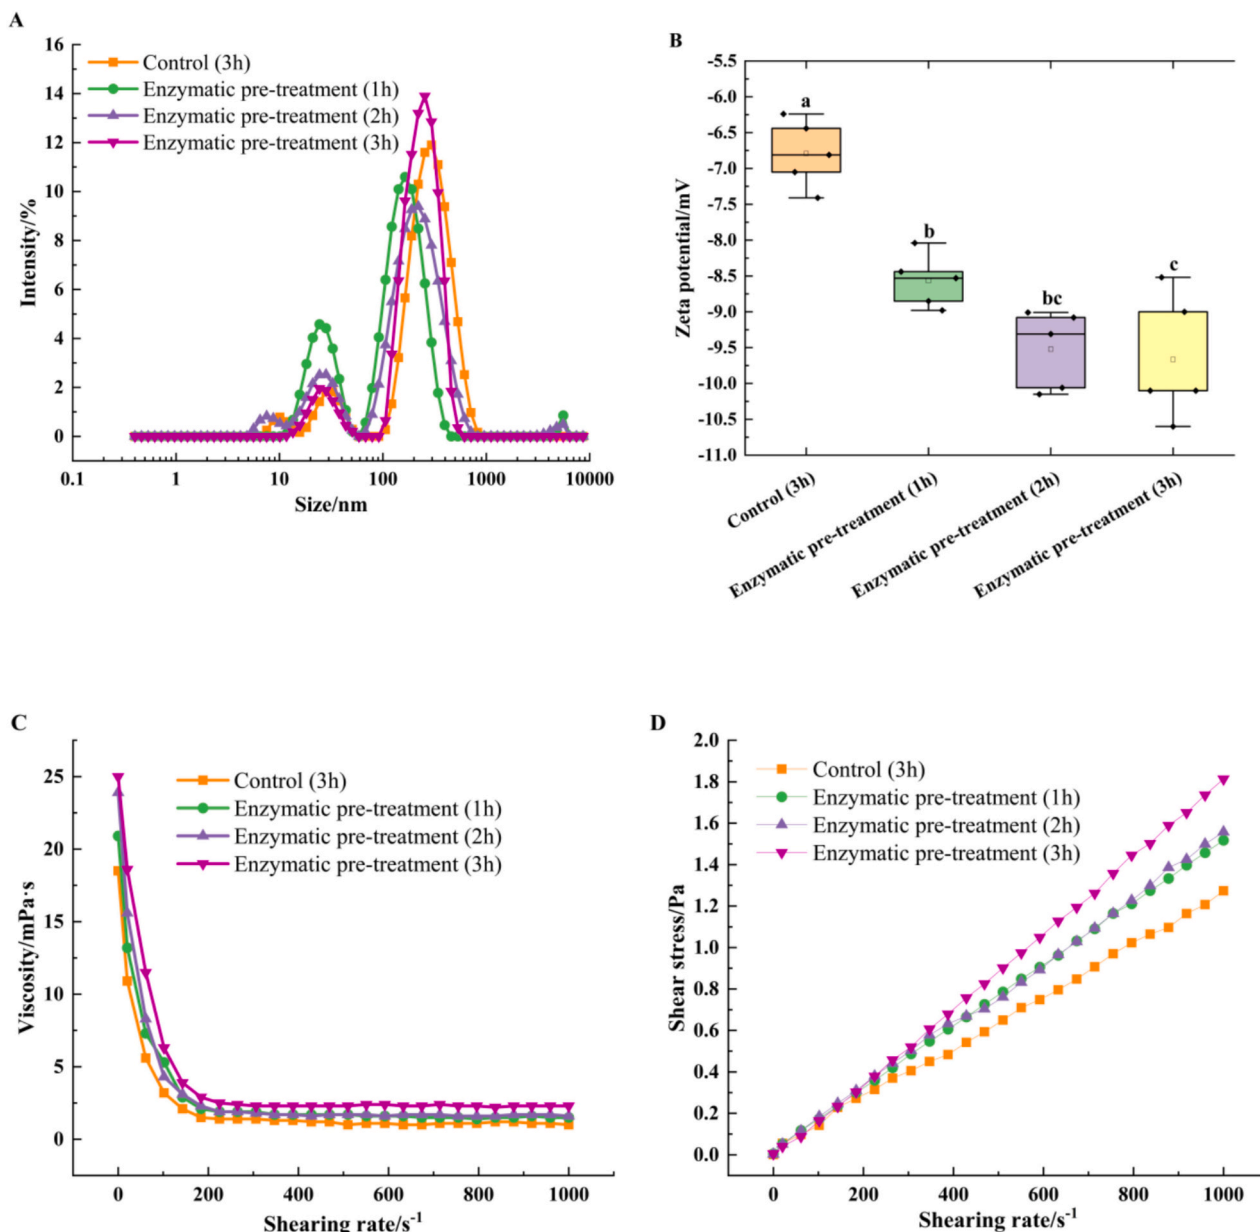 A
16
14
12
10
8
6
4
2
0
Intensity/%
Control (3h)
Enzymatic pre-treatment (1h)
Enzymatic pre-treatment (2h)
Enzymatic pre-treatment (3h)
0.1 1 10 100 1000 10000
Size/nm
B
-5.5
-6.0
-6.5
-7.0
-7.5
-8.0
-8.5
-9.0
-9.5
-10.0
-10.5
-11.0
Zeta potential/mV
a
b
bc
c
Control (3h)
Enzymatic pre-treatment (1h)
Enzymatic pre-treatment (2h)
Enzymatic pre-treatment (3h)
C
25
20
15
10
5
0
Viscosity/mPa·s
Control (3h)
Enzymatic pre-treatment (1h)
Enzymatic pre-treatment (2h)
Enzymatic pre-treatment (3h)
0 200 400 600 800 1000
Shearing rate/s⁻¹
D
2.0
1.8
1.6
1.4
1.2
1.0
0.8
0.6
0.4
0.2
0.0
Shear stress/Pa
Control (3h)
Enzymatic pre-treatment (1h)
Enzymatic pre-treatment (2h)
Enzymatic pre-treatment (3h)
0 200 400 600 800 1000
Shearing rate/s⁻¹